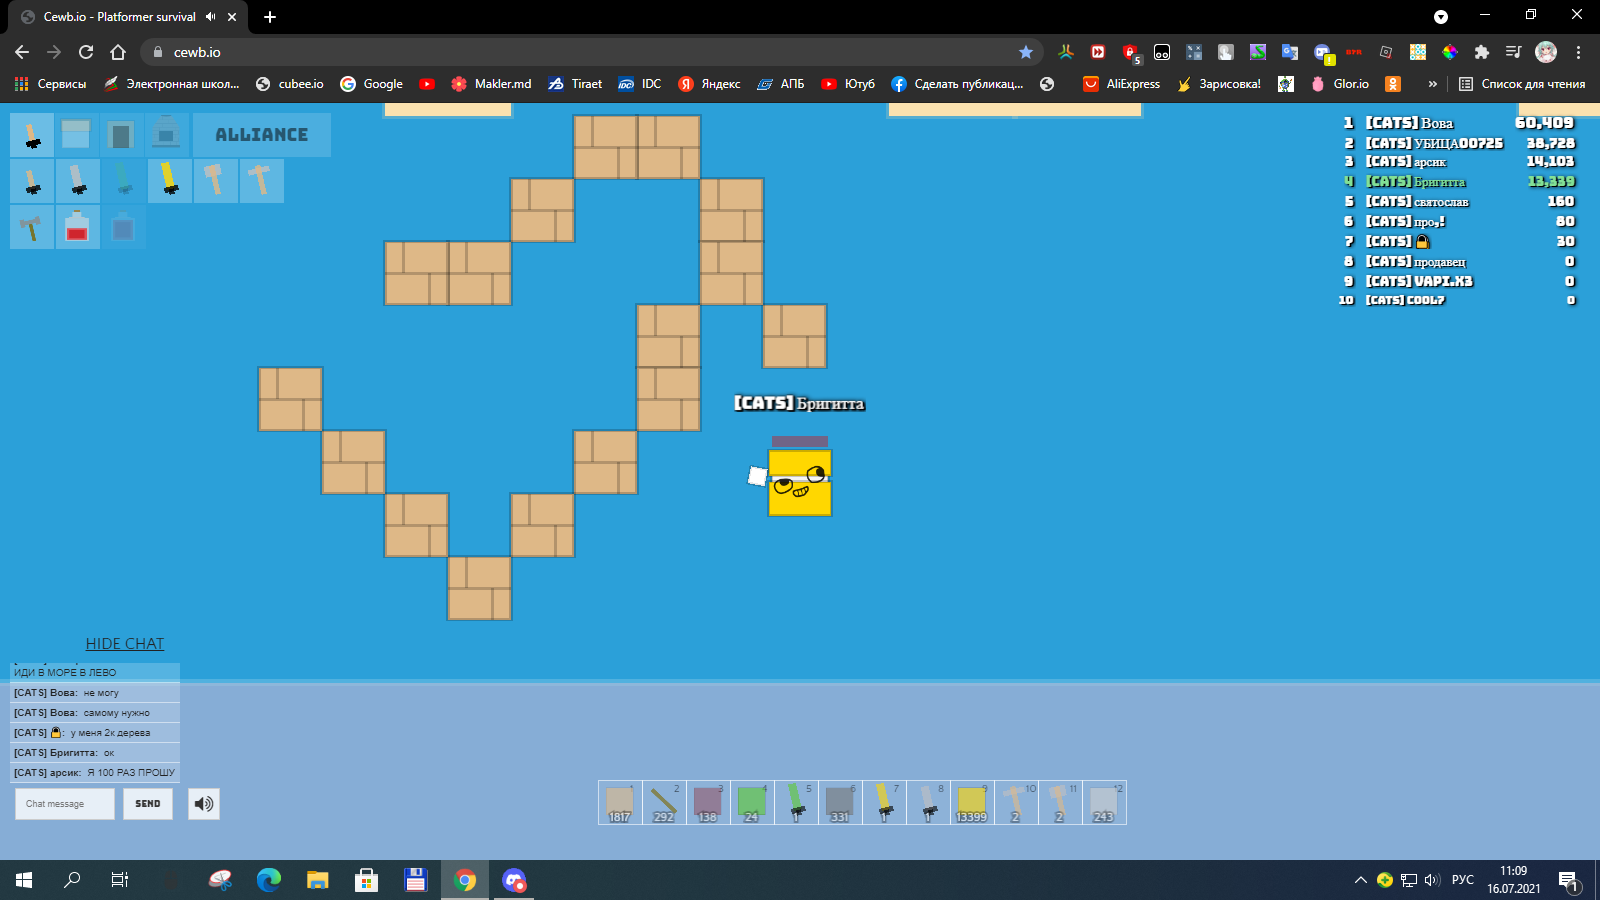 Cewb.io - Platformer survival
cewb.io
5
Сервисы
Электронная школ...
cubee.io
Google
Makler.md
Tiraet
IDC
Яндекс
АПБ
Ютуб
Сделать публикац...
AliExpress
Зарисовка!
Glor.io
»
Список для чтения
ALLIANCE
1 [CATS] Вова 60,409
2 [CATS] УБИЦА00725 38,728
3 [CATS] арсик 14,103
4 [CATS] Бригитта 13,339
5 [CATS] святослав 160
6 [CATS] про,! 80
7 [CATS] 🔒 30
8 [CATS] продавец 0
9 [CATS] VAPI.X3 0
10 [CATS] COOL? 0
[CATS] Бригитта
HIDE CHAT
ИДИ В МОРЕ В ЛЕВО
[CATS] Вова: не могу
[CATS] Вова: самому нужно
[CATS] 🔒: у меня 2к дерева
[CATS] Бригитта: ок
[CATS] арсик: Я 100 РАЗ ПРОШУ
Chat message
SEND
1 2 3 4 5 6 7 8 9 10 11 12
1817 292 138 24 1 331 1 1 13399 2 2 243
РУС
11:09
16.07.2021
1